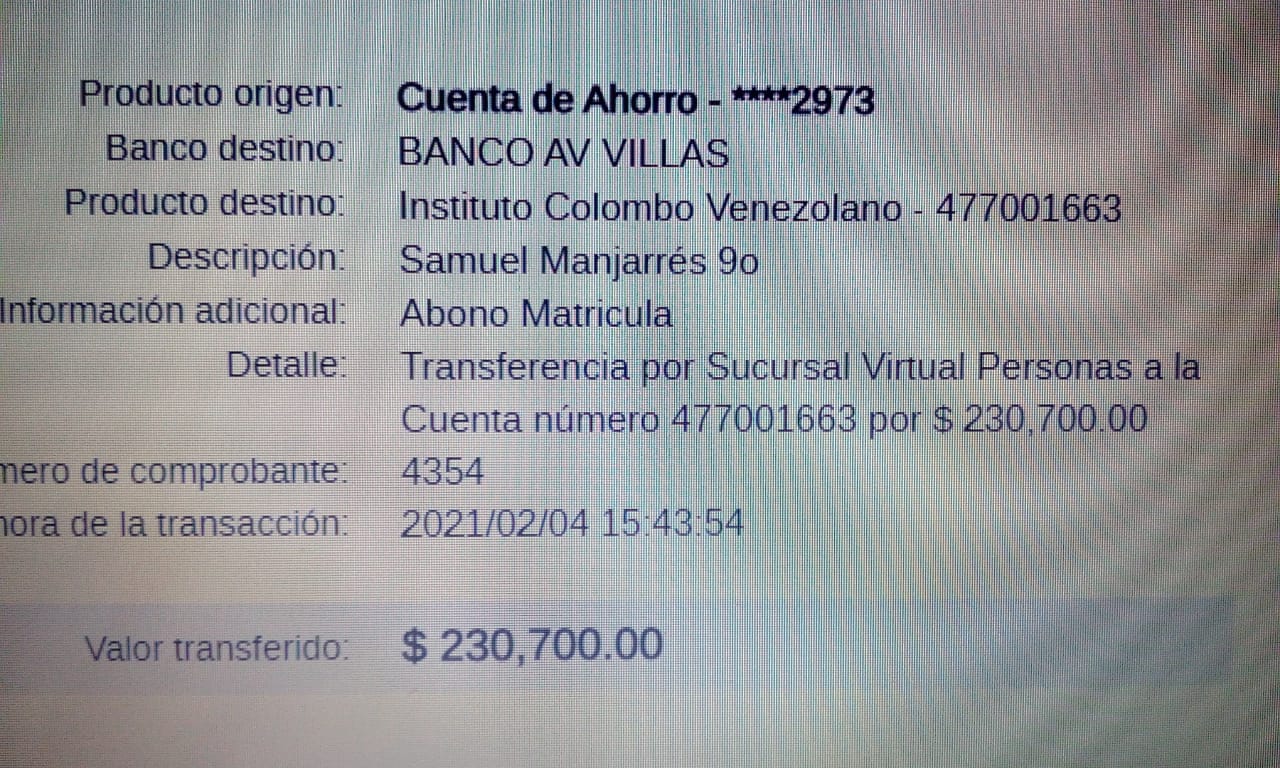 Producto origen: Cuenta de Ahorro - ****2973
Banco destino: BANCO AV VILLAS
Producto destino: Instituto Colombo Venezolano - 477001663
Descripción: Samuel Manjarrés 9o
Información adicional: Abono Matricula
Detalle: Transferencia por Sucursal Virtual Personas a la
Cuenta número 477001663 por $ 230,700.00
mero de comprobante: 4354
hora de la transacción: 2021/02/04 15:43:54
Valor transferido: $ 230,700.00